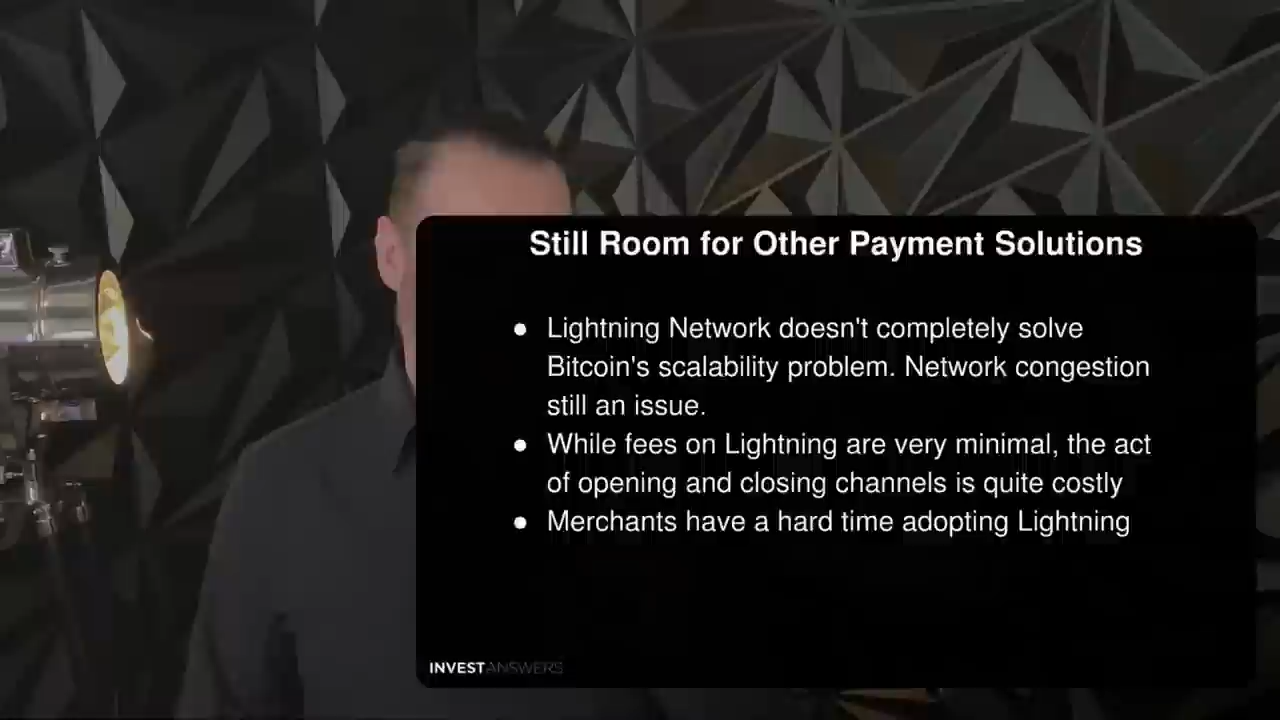 Still Room for Other Payment Solutions
● Lightning Network doesn't completely solve
Bitcoin's scalability problem. Network congestion
still an issue.
● While fees on Lightning are very minimal, the act
of opening and closing channels is quite costly
● Merchants have a hard time adopting Lightning
INVESTANSWERS